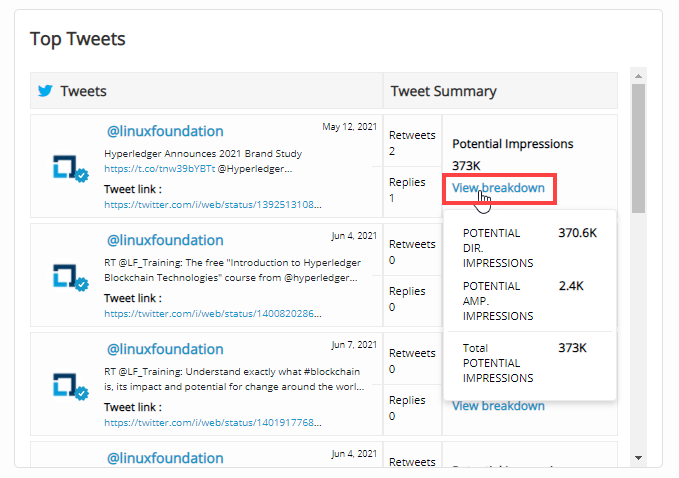 Top Tweets
Tweets
Tweet Summary
@linuxfoundation
May 12, 2021
Hyperledger Announces 2021 Brand Study
https://t.co/tnw39bYBTt @Hyperledger...
Tweet link :
https://twitter.com/i/web/status/1392513108...
Retweets
2
Replies
1
Potential Impressions
373K
View breakdown
POTENTIAL DIR. IMPRESSIONS 370.6K
POTENTIAL AMP. IMPRESSIONS 2.4K
Total POTENTIAL IMPRESSIONS 373K
@linuxfoundation
Jun 4, 2021
RT @LF_Training: The free "Introduction to Hyperledger
Blockchain Technologies" course from @hyperledger...
Tweet link :
https://twitter.com/i/web/status/1400820286...
Retweets
0
Replies
0
@linuxfoundation
Jun 7, 2021
RT @LF_Training: Understand exactly what #blockchain
is, its impact and potential for change around the worl...
Tweet link :
https://twitter.com/i/web/status/1401917768...
Retweets
0
Replies
0
View breakdown
@linuxfoundation
Jun 4, 2021
Retweets